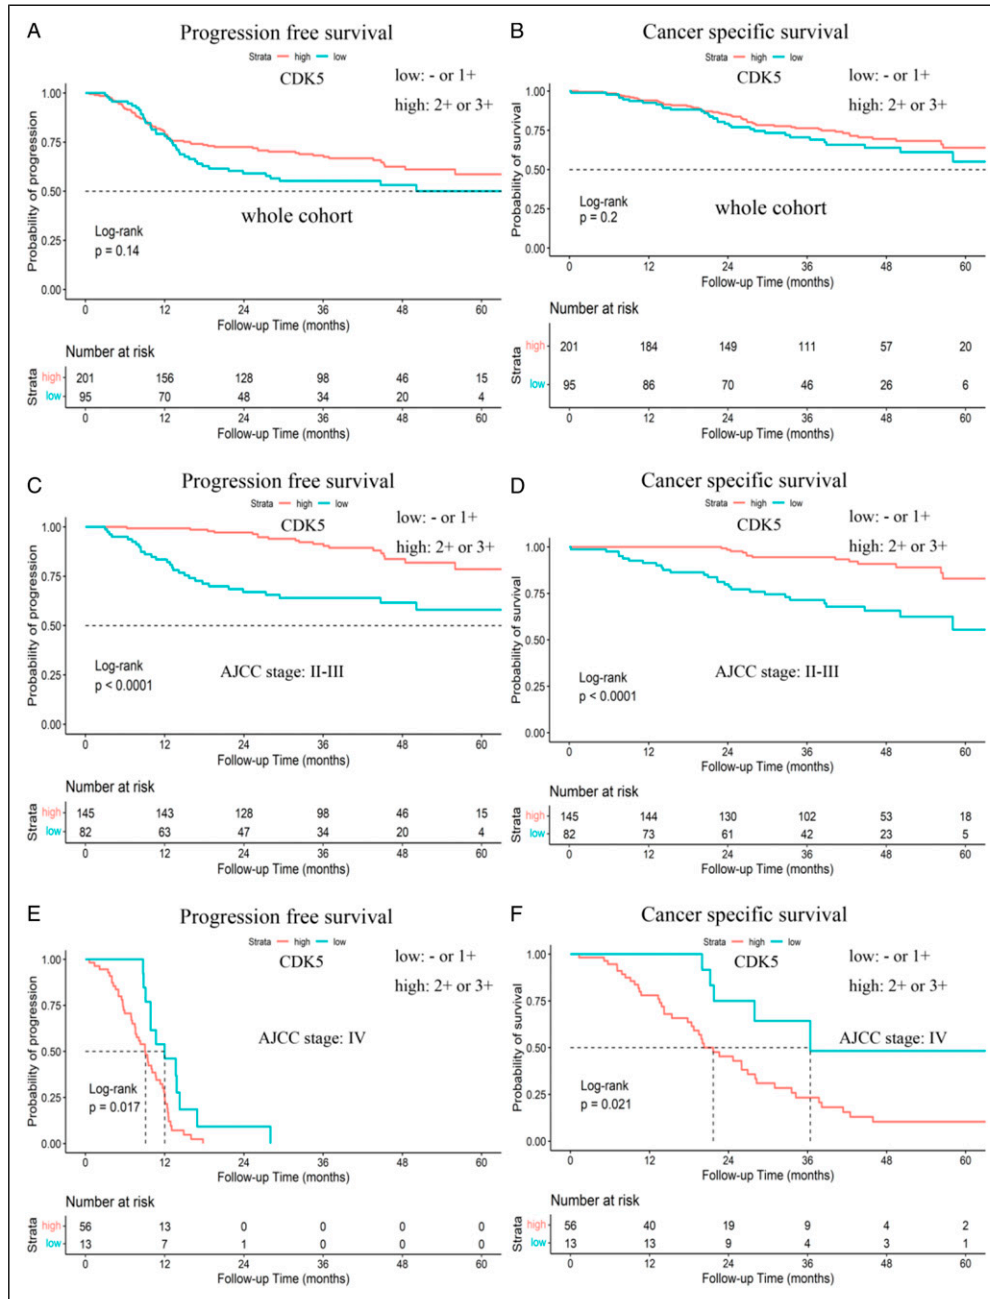 A
Progression free survival
Strata high low
CDK5
low: - or 1+
high: 2+ or 3+
Probability of progression
1.00
0.75
0.50
0.25
0.00
whole cohort
Log-rank
p = 0.14
0 12 24 36 48 60
Follow-up Time (months)
Number at risk
Strata
high 201 156 128 98 46 15
low 95 70 48 34 20 4
0 12 24 36 48 60
Follow-up Time (months)
B
Cancer specific survival
Strata high low
CDK5
low: - or 1+
high: 2+ or 3+
Probability of survival
1.00
0.75
0.50
0.25
0.00
Log-rank
p = 0.2
whole cohort
0 12 24 36 48 60
Follow-up Time (months)
Number at risk
Strata
high 201 184 149 111 57 20
low 95 86 70 46 26 6
0 12 24 36 48 60
Follow-up Time (months)
C
Progression free survival
Strata high low
CDK5
low: - or 1+
high: 2+ or 3+
Probability of progression
1.00
0.75
0.50
0.25
0.00
Log-rank
p < 0.0001
AJCC stage: II-III
0 12 24 36 48 60
Follow-up Time (months)
Number at risk
Strata
high 145 143 128 98 46 15
low 82 63 47 34 20 4
0 12 24 36 48 60
Follow-up Time (months)
D
Cancer specific survival
Strata high low
CDK5
low: - or 1+
high: 2+ or 3+
Probability of survival
1.00
0.75
0.50
0.25
0.00
Log-rank
p < 0.0001
AJCC stage: II-III
0 12 24 36 48 60
Follow-up Time (months)
Number at risk
Strata
high 145 144 130 102 53 18
low 82 73 61 42 23 5
0 12 24 36 48 60
Follow-up Time (months)
E
Progression free survival
Strata high low
CDK5
low: - or 1+
high: 2+ or 3+
Probability of progression
1.00
0.75
0.50
0.25
0.00
AJCC stage: IV
Log-rank
p = 0.017
0 12 24 36 48 60
Follow-up Time (months)
Number at risk
Strata
high 56 13 0 0 0 0
low 13 7 1 0 0 0
0 12 24 36 48 60
Follow-up Time (months)
F
Cancer specific survival
Strata high low
CDK5
low: - or 1+
high: 2+ or 3+
Probability of survival
1.00
0.75
0.50
0.25
0.00
AJCC stage: IV
Log-rank
p = 0.021
0 12 24 36 48 60
Follow-up Time (months)
Number at risk
Strata
high 56 40 19 9 4 2
low 13 13 9 4 3 1
0 12 24 36 48 60
Follow-up Time (months)